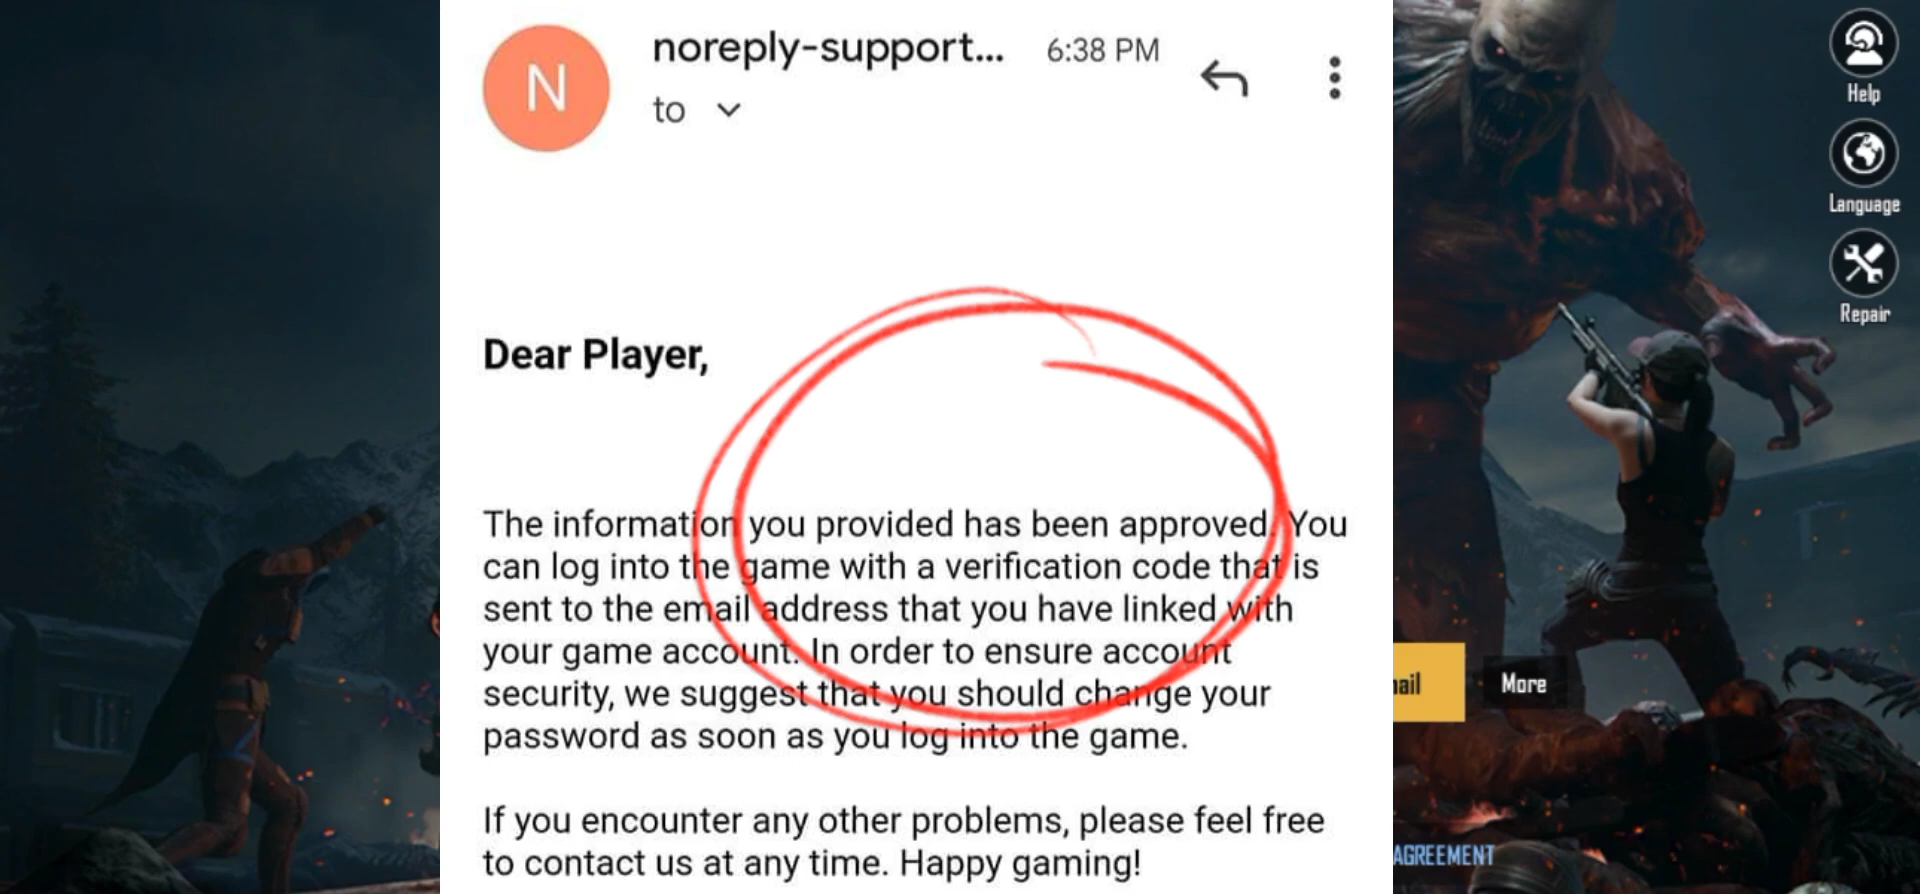 N
noreply-support...
6:38 PM
to
Dear Player,
The information you provided has been approved. You
can log into the game with a verification code that is
sent to the email address that you have linked with
your game account. In order to ensure account
security, we suggest that you should change your
password as soon as you log into the game.
If you encounter any other problems, please feel free
to contact us at any time. Happy gaming!
Help
Language
Repair
ail
More
AGREEMENT